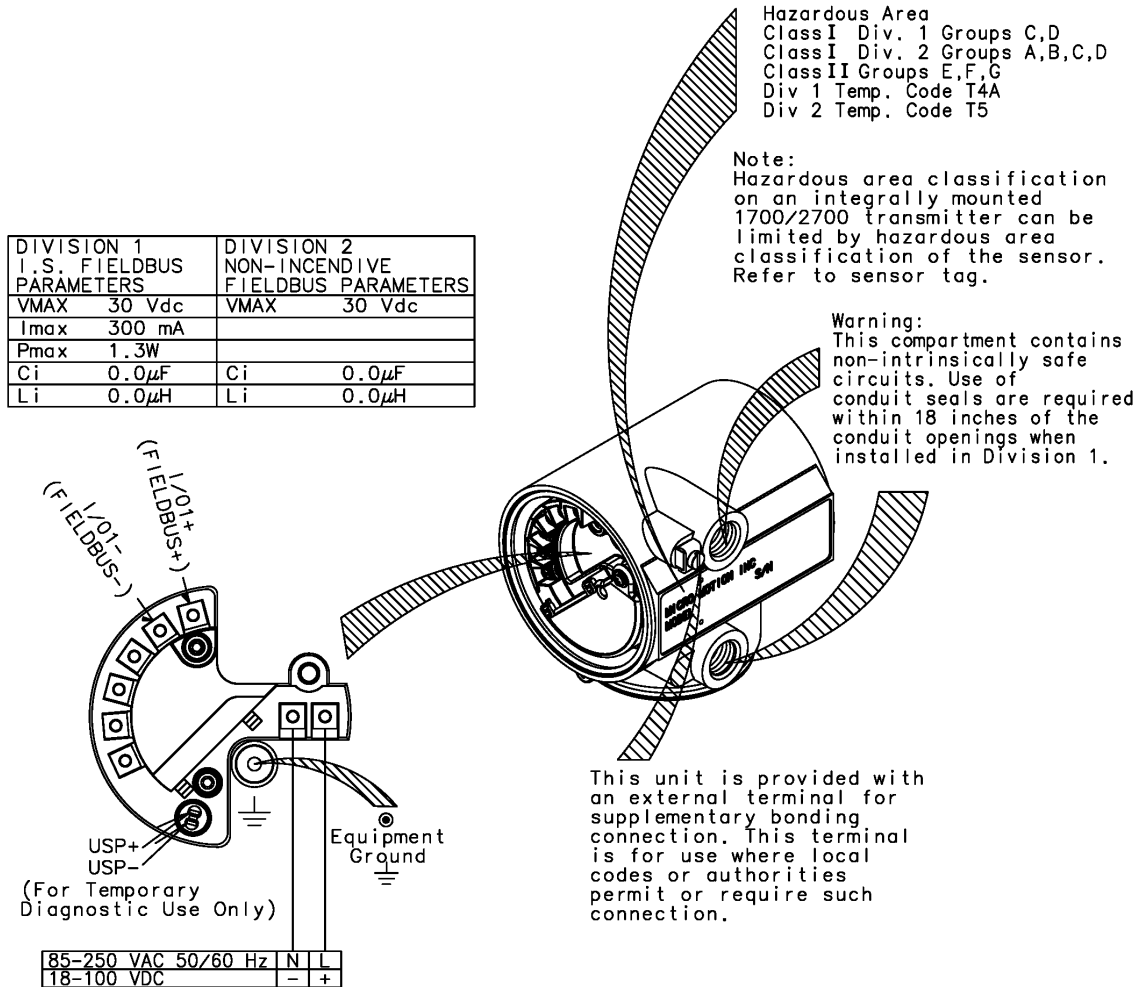 Hazardous Area
Class I Div. 1 Groups C,D
Class I Div. 2 Groups A,B,C,D
Class II Groups E,F,G
Div 1 Temp. Code T4A
Div 2 Temp. Code T5
Note:
Hazardous area classification
on an integrally mounted
1700/2700 transmitter can be
limited by hazardous area
classification of the sensor.
Refer to sensor tag.
DIVISION 1 DIVISION 2
I.S. FIELDBUS NON-INCENDIVE
PARAMETERS FIELDBUS PARAMETERS
VMAX 30 Vdc VMAX 30 Vdc
Imax 300 mA
Pmax 1.3W
Ci 0.0µF Ci 0.0µF
Li 0.0µH Li 0.0µH
Warning:
This compartment contains
non-intrinsically safe
circuits. Use of
conduit seals are required
within 18 inches of the
conduit openings when
installed in Division 1.
I/O1+
(FIELDBUS+)
I/O1-
(FIELDBUS-)
MICRO MOTION INC
S/N
USP+
USP-
(For Temporary
Diagnostic Use Only)
Equipment
Ground
This unit is provided with
an external terminal for
supplementary bonding
connection. This terminal
is for use where local
codes or authorities
permit or require such
connection.
85-250 VAC 50/60 Hz N L
18-100 VDC - +